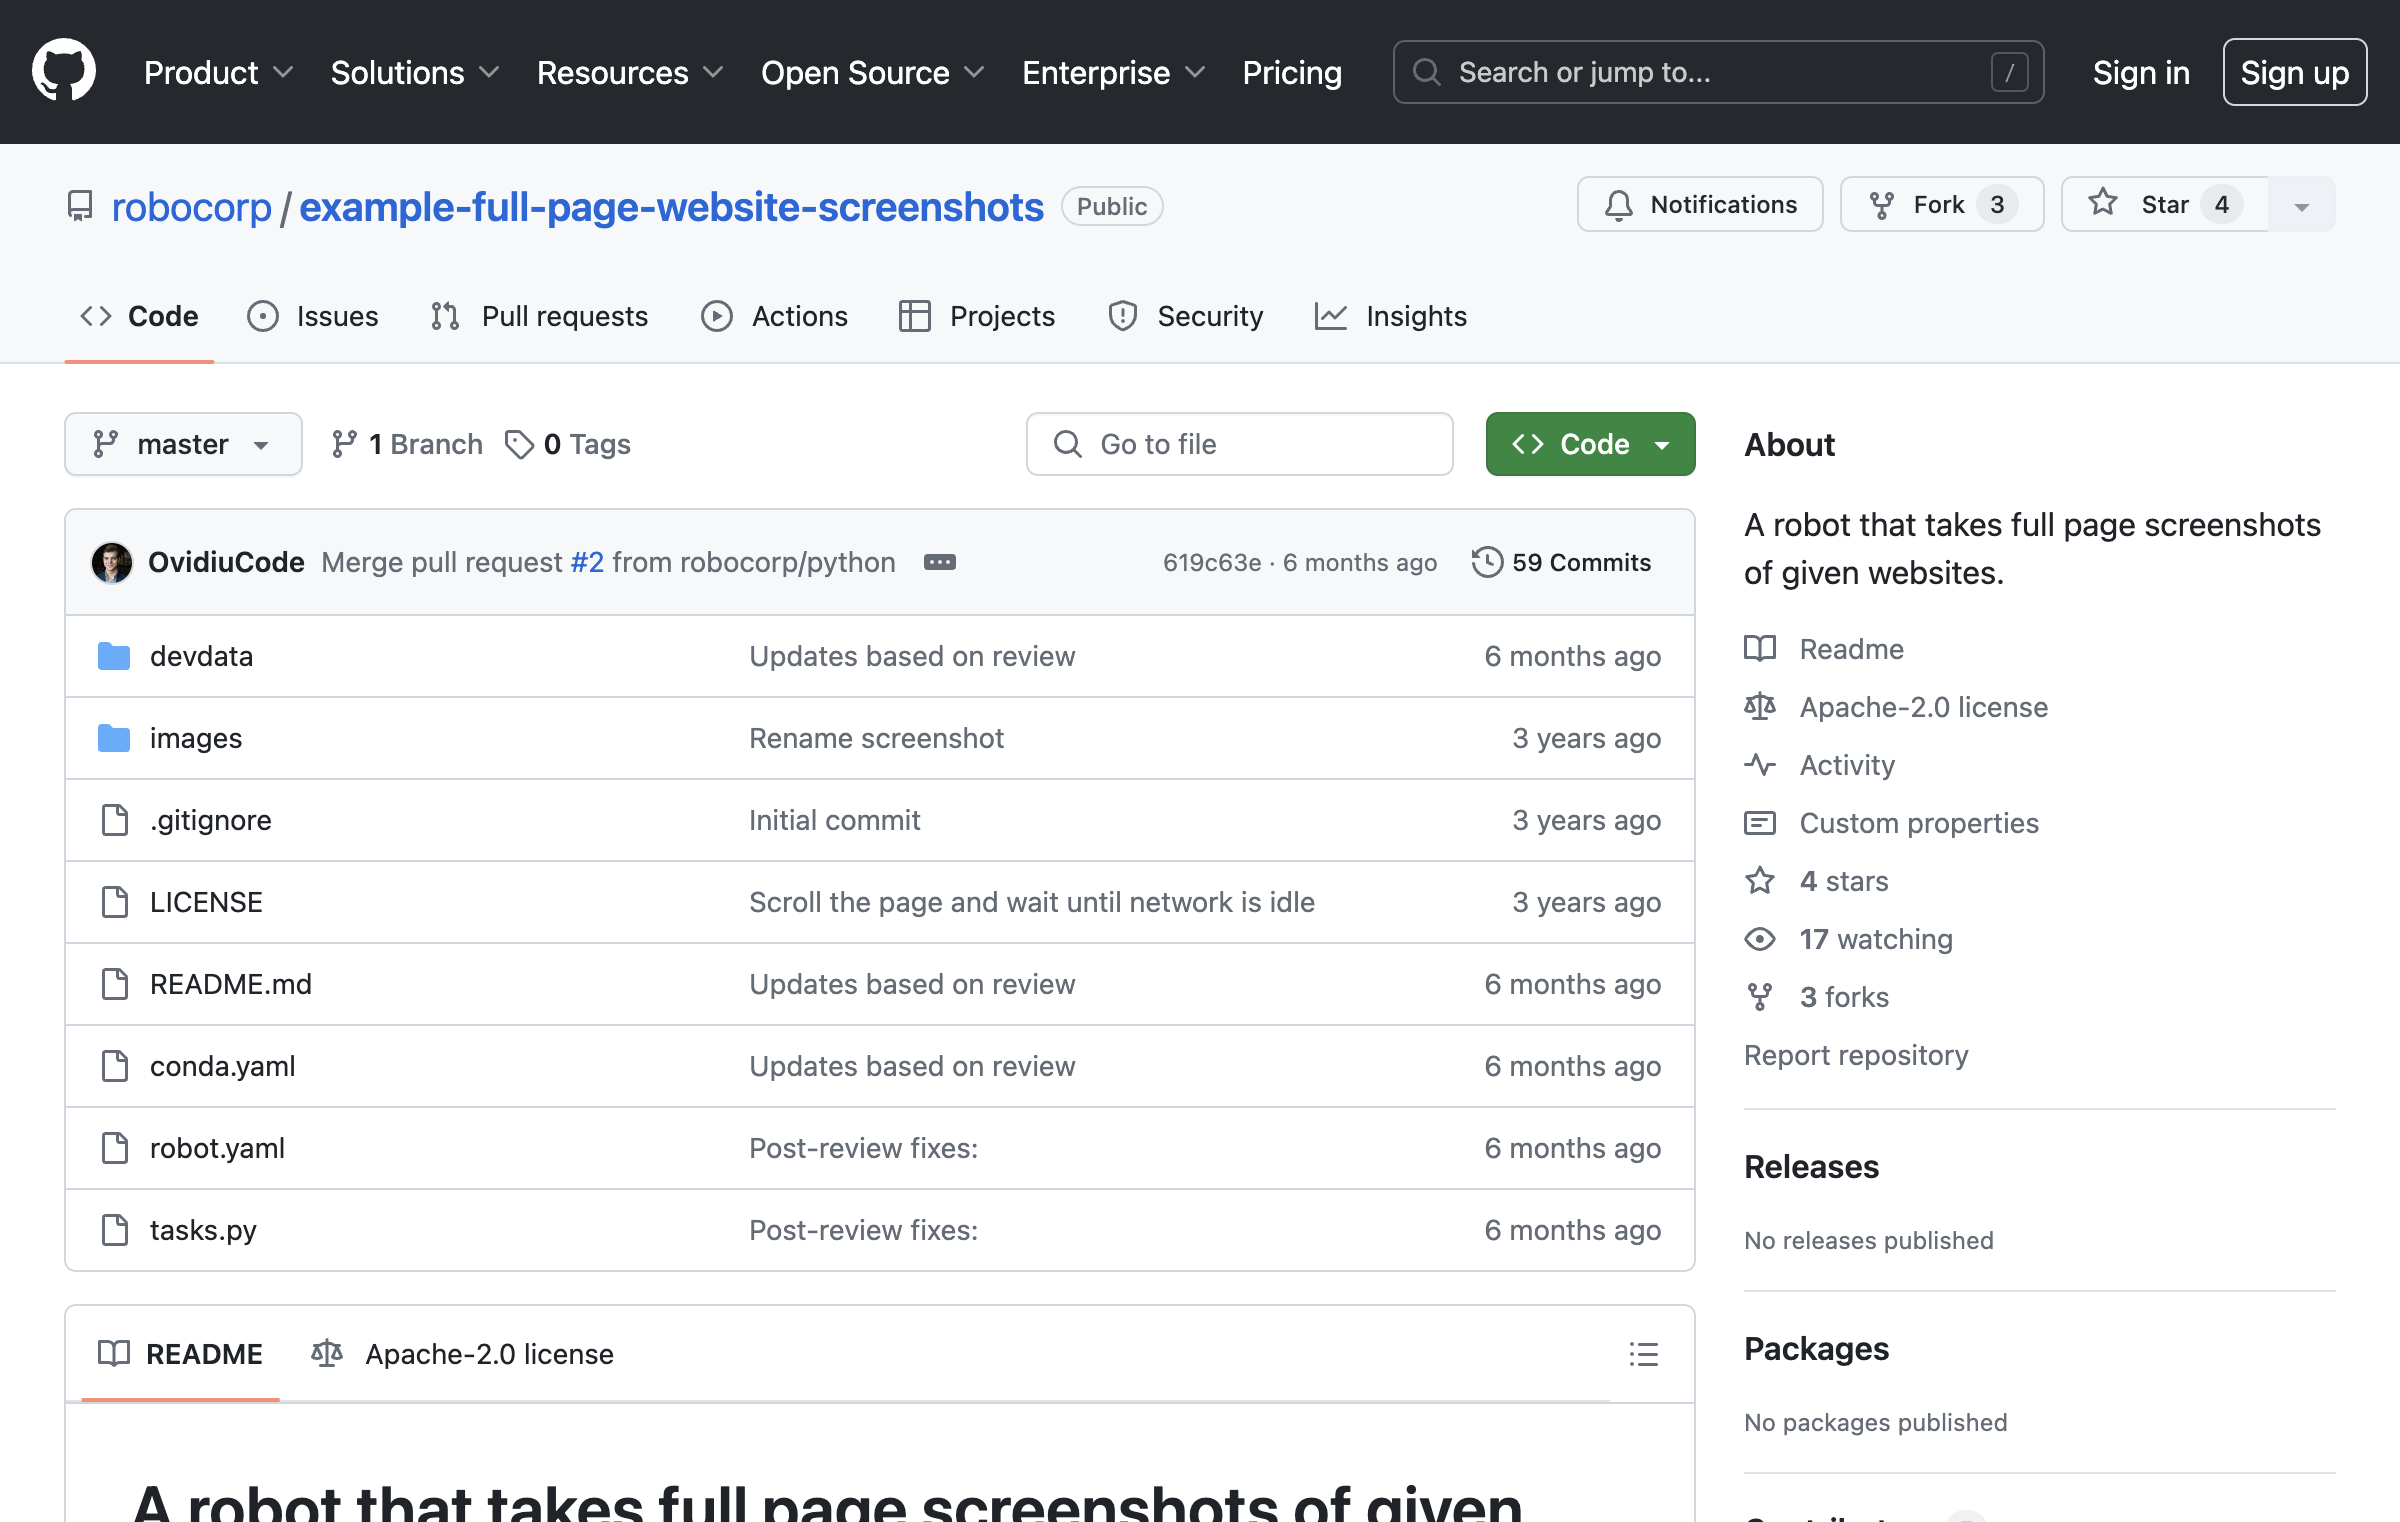 Product Solutions Resources Open Source Enterprise Pricing Search or jump to... / Sign in Sign up
robocorp / example-full-page-website-screenshots Public Notifications Fork 3 Star 4
Code Issues Pull requests Actions Projects Security Insights
master 1 Branch 0 Tags Go to file Code
OvidiuCode Merge pull request #2 from robocorp/python 619c63e · 6 months ago 59 Commits
devdata Updates based on review 6 months ago
images Rename screenshot 3 years ago
.gitignore Initial commit 3 years ago
LICENSE Scroll the page and wait until network is idle 3 years ago
README.md Updates based on review 6 months ago
conda.yaml Updates based on review 6 months ago
robot.yaml Post-review fixes: 6 months ago
tasks.py Post-review fixes: 6 months ago
README Apache-2.0 license
A robot that takes full page screenshots of given
About
A robot that takes full page screenshots
of given websites.
Readme
Apache-2.0 license
Activity
Custom properties
4 stars
17 watching
3 forks
Report repository
Releases
No releases published
Packages
No packages published